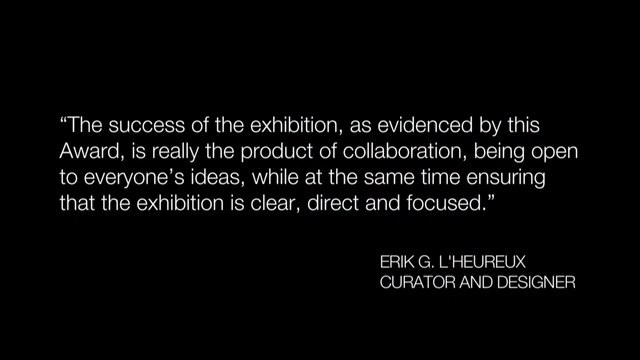 “The success of the exhibition, as evidenced by this
Award, is really the product of collaboration, being open
to everyone’s ideas, while at the same time ensuring
that the exhibition is clear, direct and focused.”
ERIK G. L'HEUREUX
CURATOR AND DESIGNER